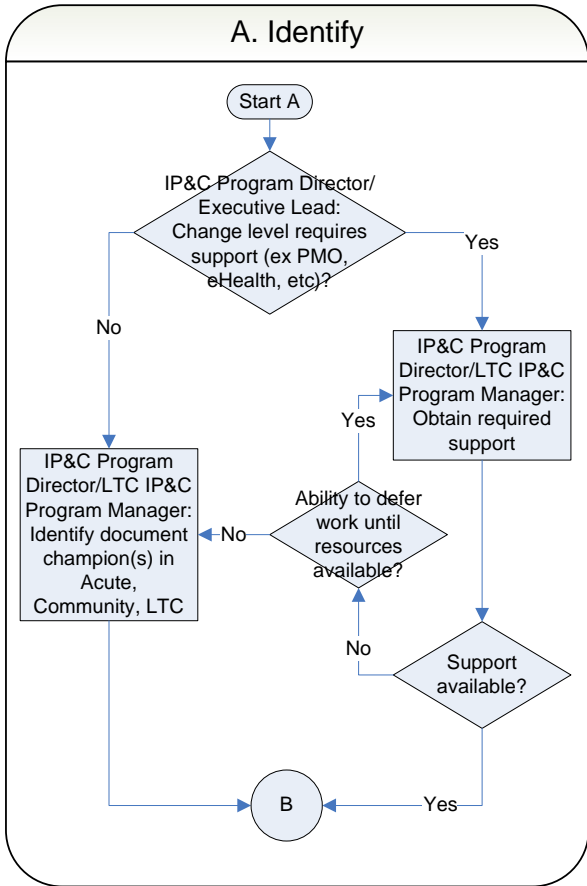 A. Identify
Start A
IP&C Program Director/
Executive Lead:
Change level requires
support (ex PMO,
eHealth, etc)?
Yes
No
IP&C Program
Director/LTC IP&C
Program Manager:
Obtain required
support
Yes
IP&C Program
Director/LTC IP&C
Program Manager:
Identify document
champion(s) in
Acute,
Community, LTC
No
Ability to defer
work until
resources
available?
No
Support
available?
B
Yes